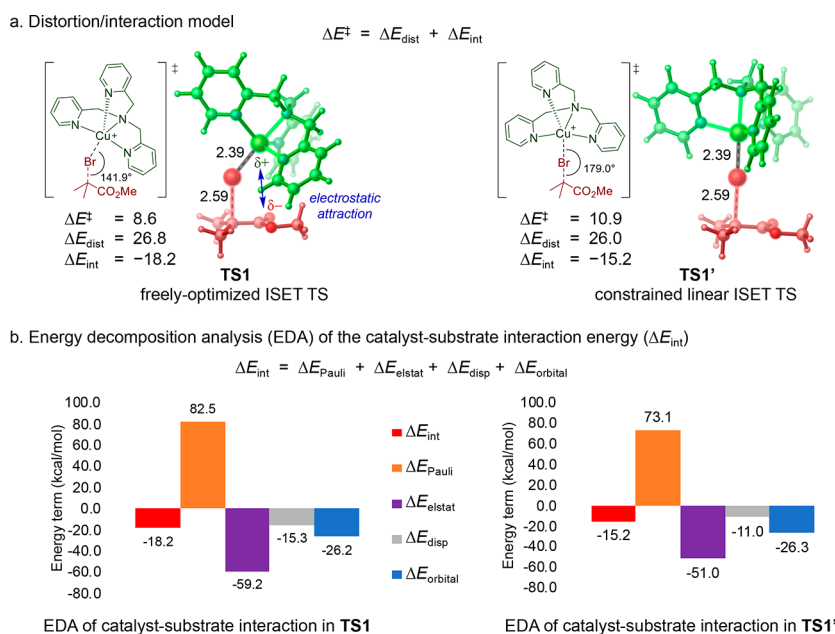 a. Distortion/interaction model
ΔE‡ = ΔEdist + ΔEint
‡
N
N
N
N
Cu+
Br
141.9°
CO2Me
2.39
δ+
2.59
δ−
electrostatic
attraction
ΔE‡ = 8.6
ΔEdist = 26.8
ΔEint = −18.2
TS1
freely-optimized ISET TS
‡
N
N
N
N
Cu+
Br
179.0°
CO2Me
2.39
2.59
ΔE‡ = 10.9
ΔEdist = 26.0
ΔEint = −15.2
TS1'
constrained linear ISET TS
b. Energy decomposition analysis (EDA) of the catalyst-substrate interaction energy (ΔEint)
ΔEint = ΔEPauli + ΔEelstat + ΔEdisp + ΔEorbital
Energy term (kcal/mol)
100.0
80.0
60.0
40.0
20.0
0.0
-20.0
-40.0
-60.0
-80.0
82.5
-18.2
-59.2
-15.3
-26.2
EDA of catalyst-substrate interaction in TS1
ΔEint
ΔEPauli
ΔEelstat
ΔEdisp
ΔEorbital
Energy term (kcal/mol)
100.0
80.0
60.0
40.0
20.0
0.0
-20.0
-40.0
-60.0
-80.0
73.1
-15.2
-51.0
-11.0
-26.3
EDA of catalyst-substrate interaction in TS1'